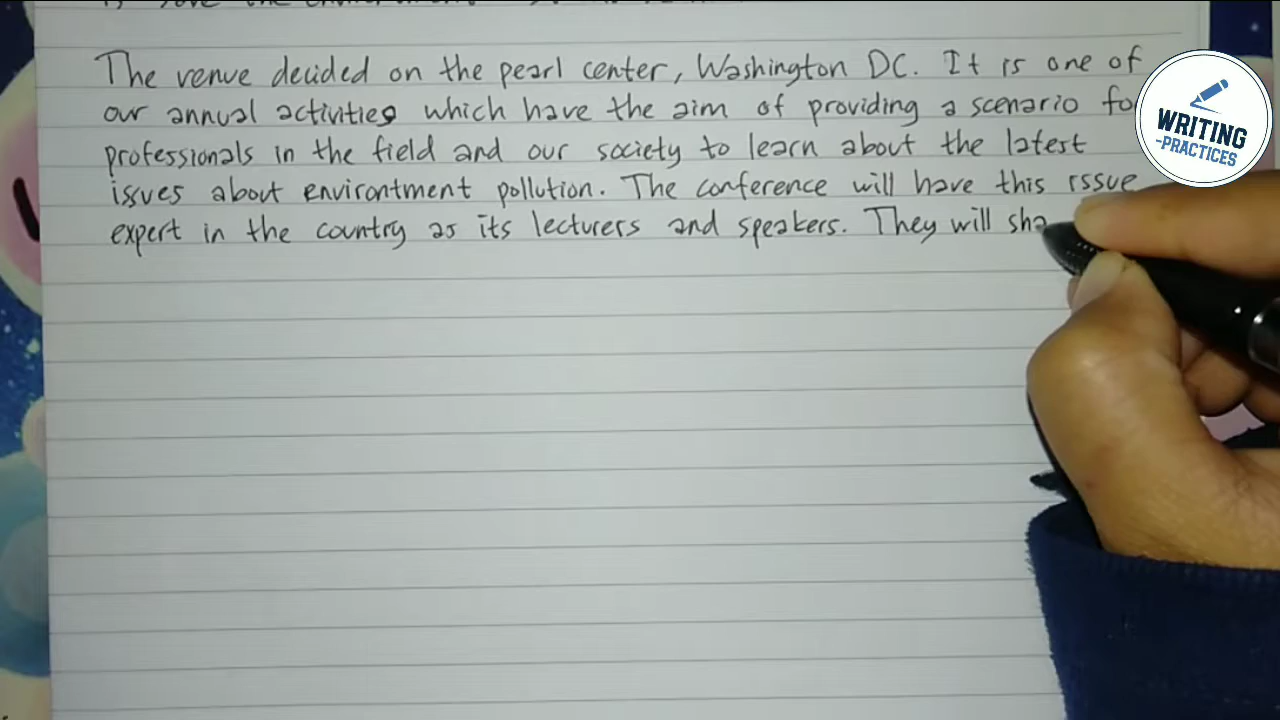 The venue decided on the pearl center, Washington DC. It is one of
our annual activities which have the aim of providing a scenario fo
professionals in the field and our society to learn about the latest
issues about environtment pollution. The conference will have this issue
expert in the country as its lecturers and speakers. They will sha
WRITING
-PRACTICES